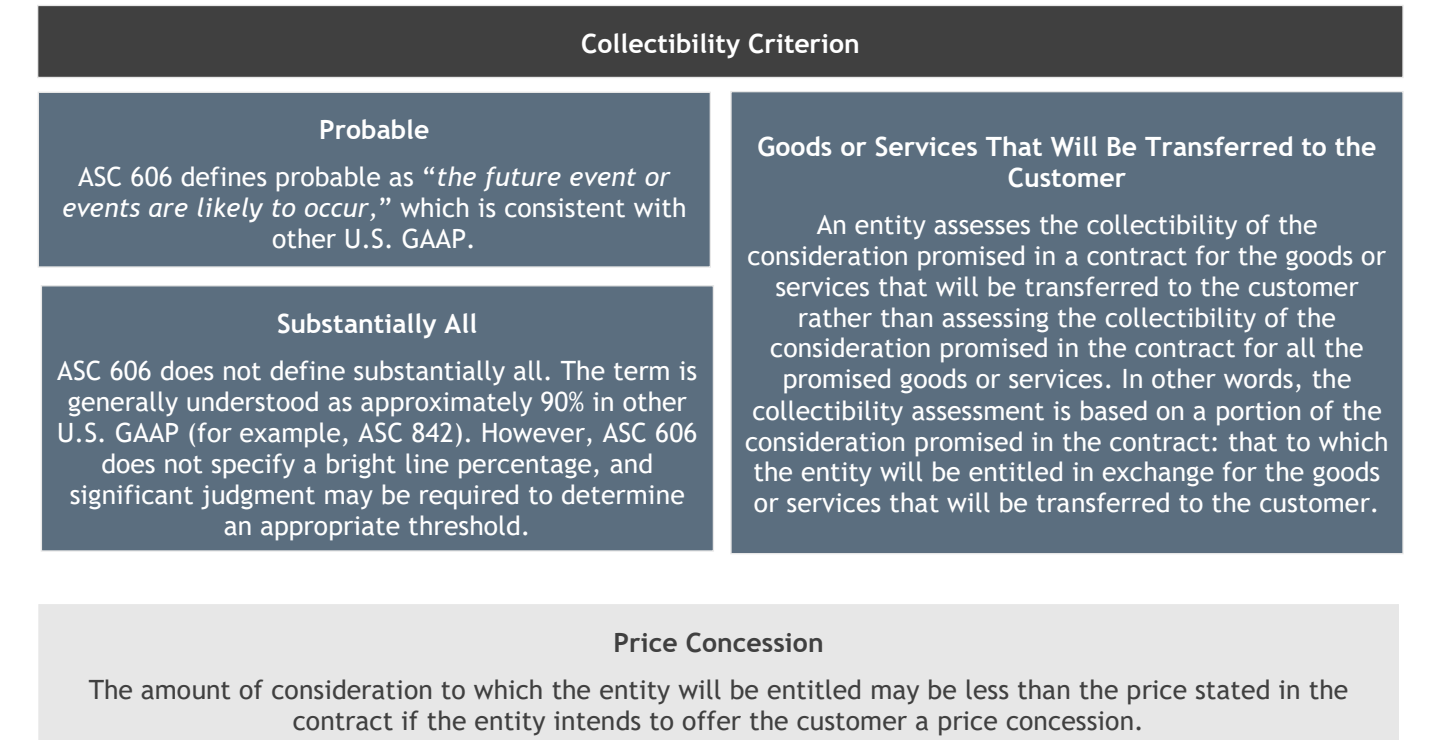 Collectibility Criterion
Probable
ASC 606 defines probable as “the future event or
events are likely to occur,” which is consistent with
other U.S. GAAP.
Substantially All
ASC 606 does not define substantially all. The term is
generally understood as approximately 90% in other
U.S. GAAP (for example, ASC 842). However, ASC 606
does not specify a bright line percentage, and
significant judgment may be required to determine
an appropriate threshold.
Goods or Services That Will Be Transferred to the
Customer
An entity assesses the collectibility of the
consideration promised in a contract for the goods or
services that will be transferred to the customer
rather than assessing the collectibility of the
consideration promised in the contract for all the
promised goods or services. In other words, the
collectibility assessment is based on a portion of the
consideration promised in the contract: that to which
the entity will be entitled in exchange for the goods
or services that will be transferred to the customer.
Price Concession
The amount of consideration to which the entity will be entitled may be less than the price stated in the
contract if the entity intends to offer the customer a price concession.